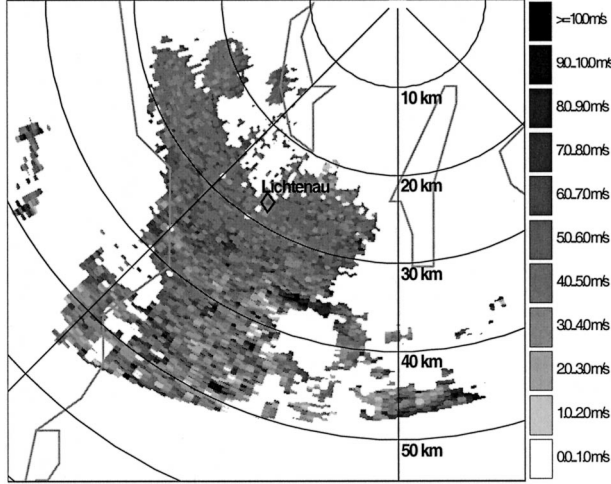 >=100m/s
90..100m/s
80.90m/s
70.80m/s
60.70m/s
50.60m/s
40.50m/s
30.40m/s
20.30m/s
10.20m/s
00..10m/s
10 km
20 km
Lichtenau
30 km
40 km
50 km